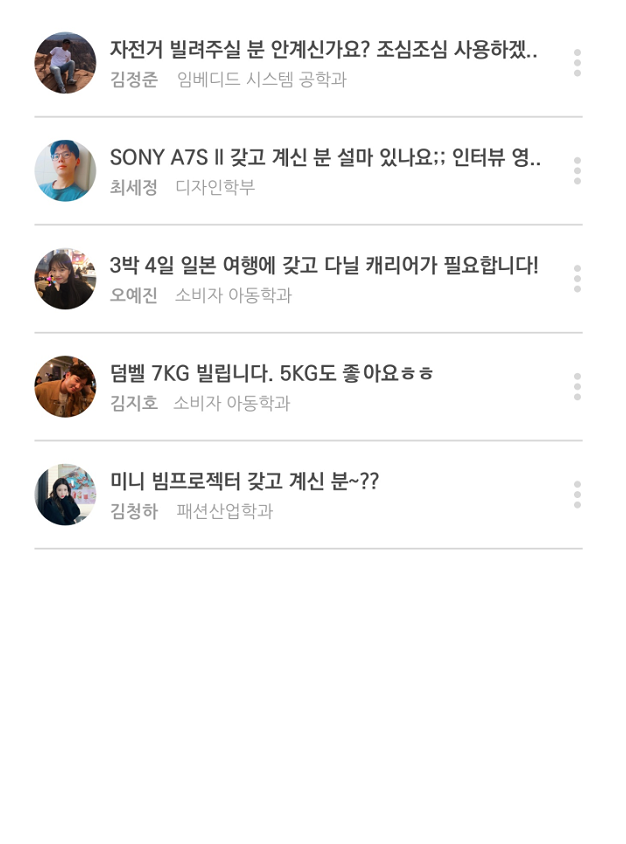 자전거 빌려주실 분 안계신가요? 조심조심 사용하겠..
김정준 임베디드 시스템 공학과
SONY A7S II 갖고 계신 분 설마 있나요;; 인터뷰 영..
최세정 디자인학부
3박 4일 일본 여행에 갖고 다닐 캐리어가 필요합니다!
오예진 소비자 아동학과
덤벨 7KG 빌립니다. 5KG도 좋아요ㅎㅎ
김지호 소비자 아동학과
미니 빔프로젝터 갖고 계신 분~??
김청하 패션산업학과